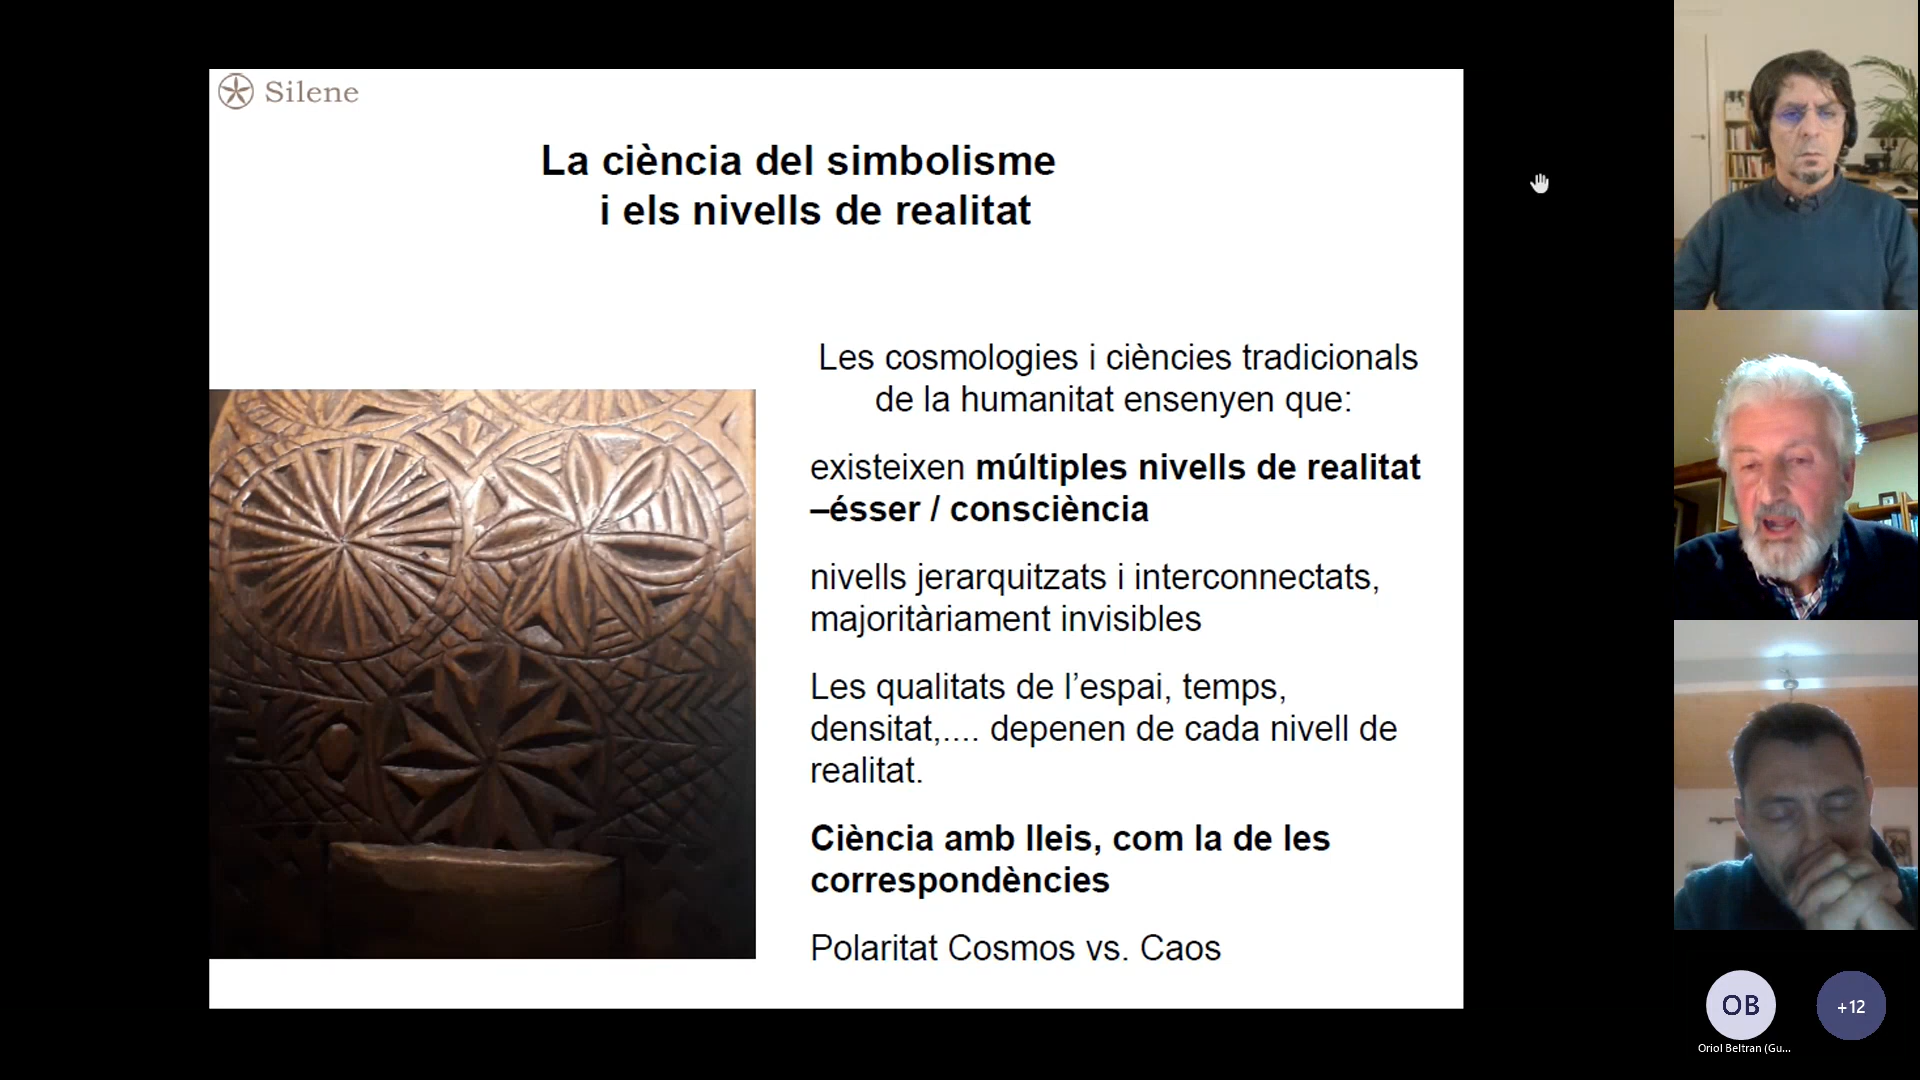 Silene
La ciència del simbolisme
i els nivells de realitat
Les cosmologies i ciències tradicionals
de la humanitat ensenyen que:
existeixen múltiples nivells de realitat
–ésser / consciència
nivells jerarquitzats i interconnectats,
majoritàriament invisibles
Les qualitats de l’espai, temps,
densitat,.... depenen de cada nivell de
realitat.
Ciència amb lleis, com la de les
correspondències
Polaritat Cosmos vs. Caos
OB
+12
Oriol Beltran (Gu...